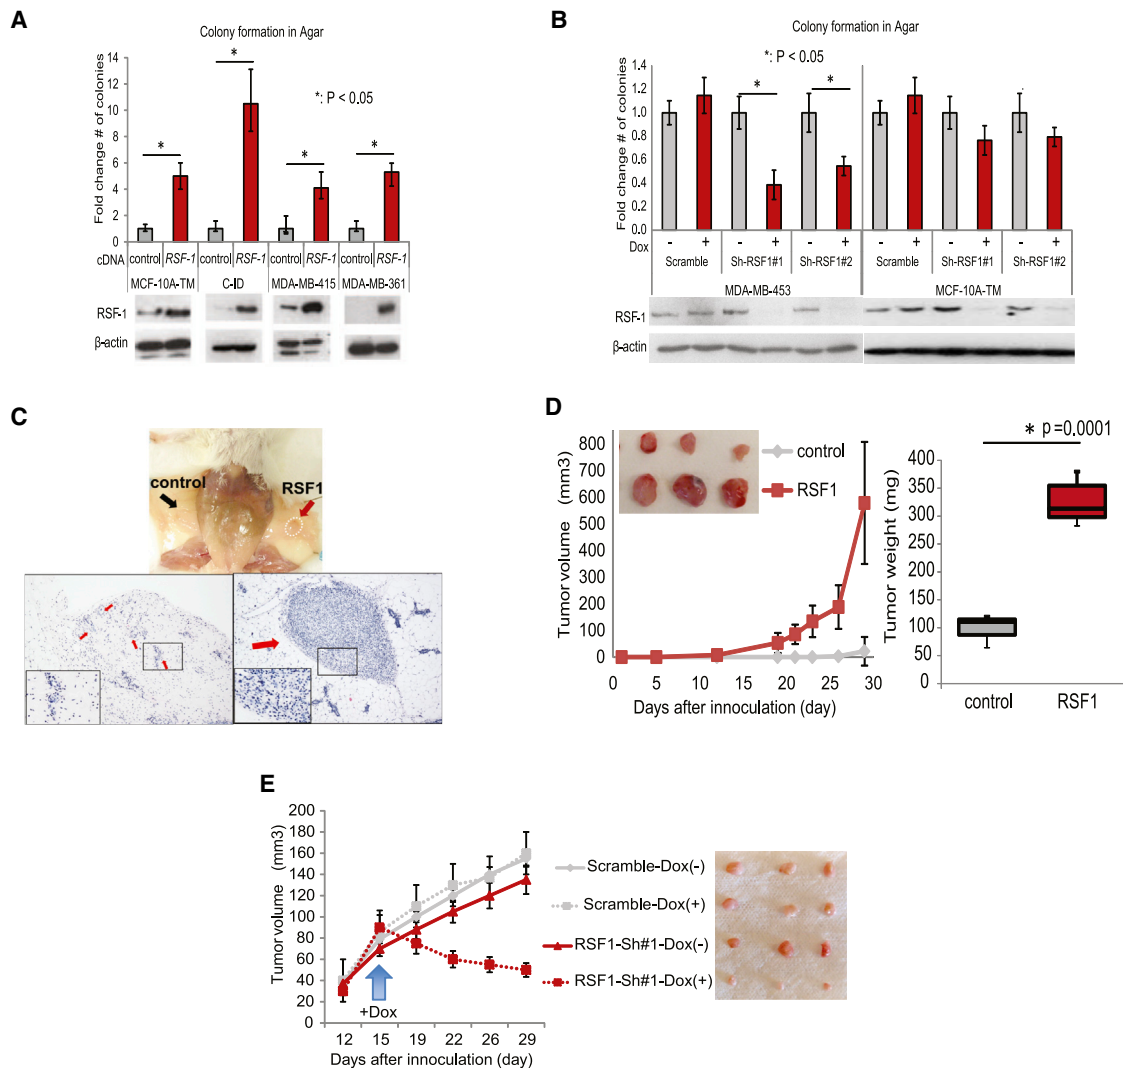 A
Colony formation in Agar
Fold change # of colonies
14
12
10
8
6
4
2
0
*
*
*
*
*: P < 0.05
cDNA control RSF-1 control RSF-1 control RSF-1 control RSF-1
MCF-10A-TM C-ID MDA-MB-415 MDA-MB-361
RSF-1
β-actin
B
Colony formation in Agar
*: P < 0.05
Fold change # of colonies
1.4
1.2
1.0
0.8
0.6
0.4
0.2
0.0
*
*
Dox - + - + - + - + - + - +
Scramble Sh-RSF1#1 Sh-RSF1#2 Scramble Sh-RSF1#1 Sh-RSF1#2
MDA-MB-453 MCF-10A-TM
RSF-1
β-actin
C
control
RSF1
D
Tumor volume (mm3)
800
700
600
500
400
300
200
100
0
0 5 10 15 20 25 30
Days after innoculation (day)
control
RSF1
* p=0.0001
Tumor weight (mg)
400
350
300
250
200
150
100
50
0
control RSF1
E
Tumor volume (mm3)
200
180
160
140
120
100
80
60
40
20
0
+Dox
12 15 19 22 26 29
Days after innoculation (day)
Scramble-Dox(-)
Scramble-Dox(+)
RSF1-Sh#1-Dox(-)
RSF1-Sh#1-Dox(+)